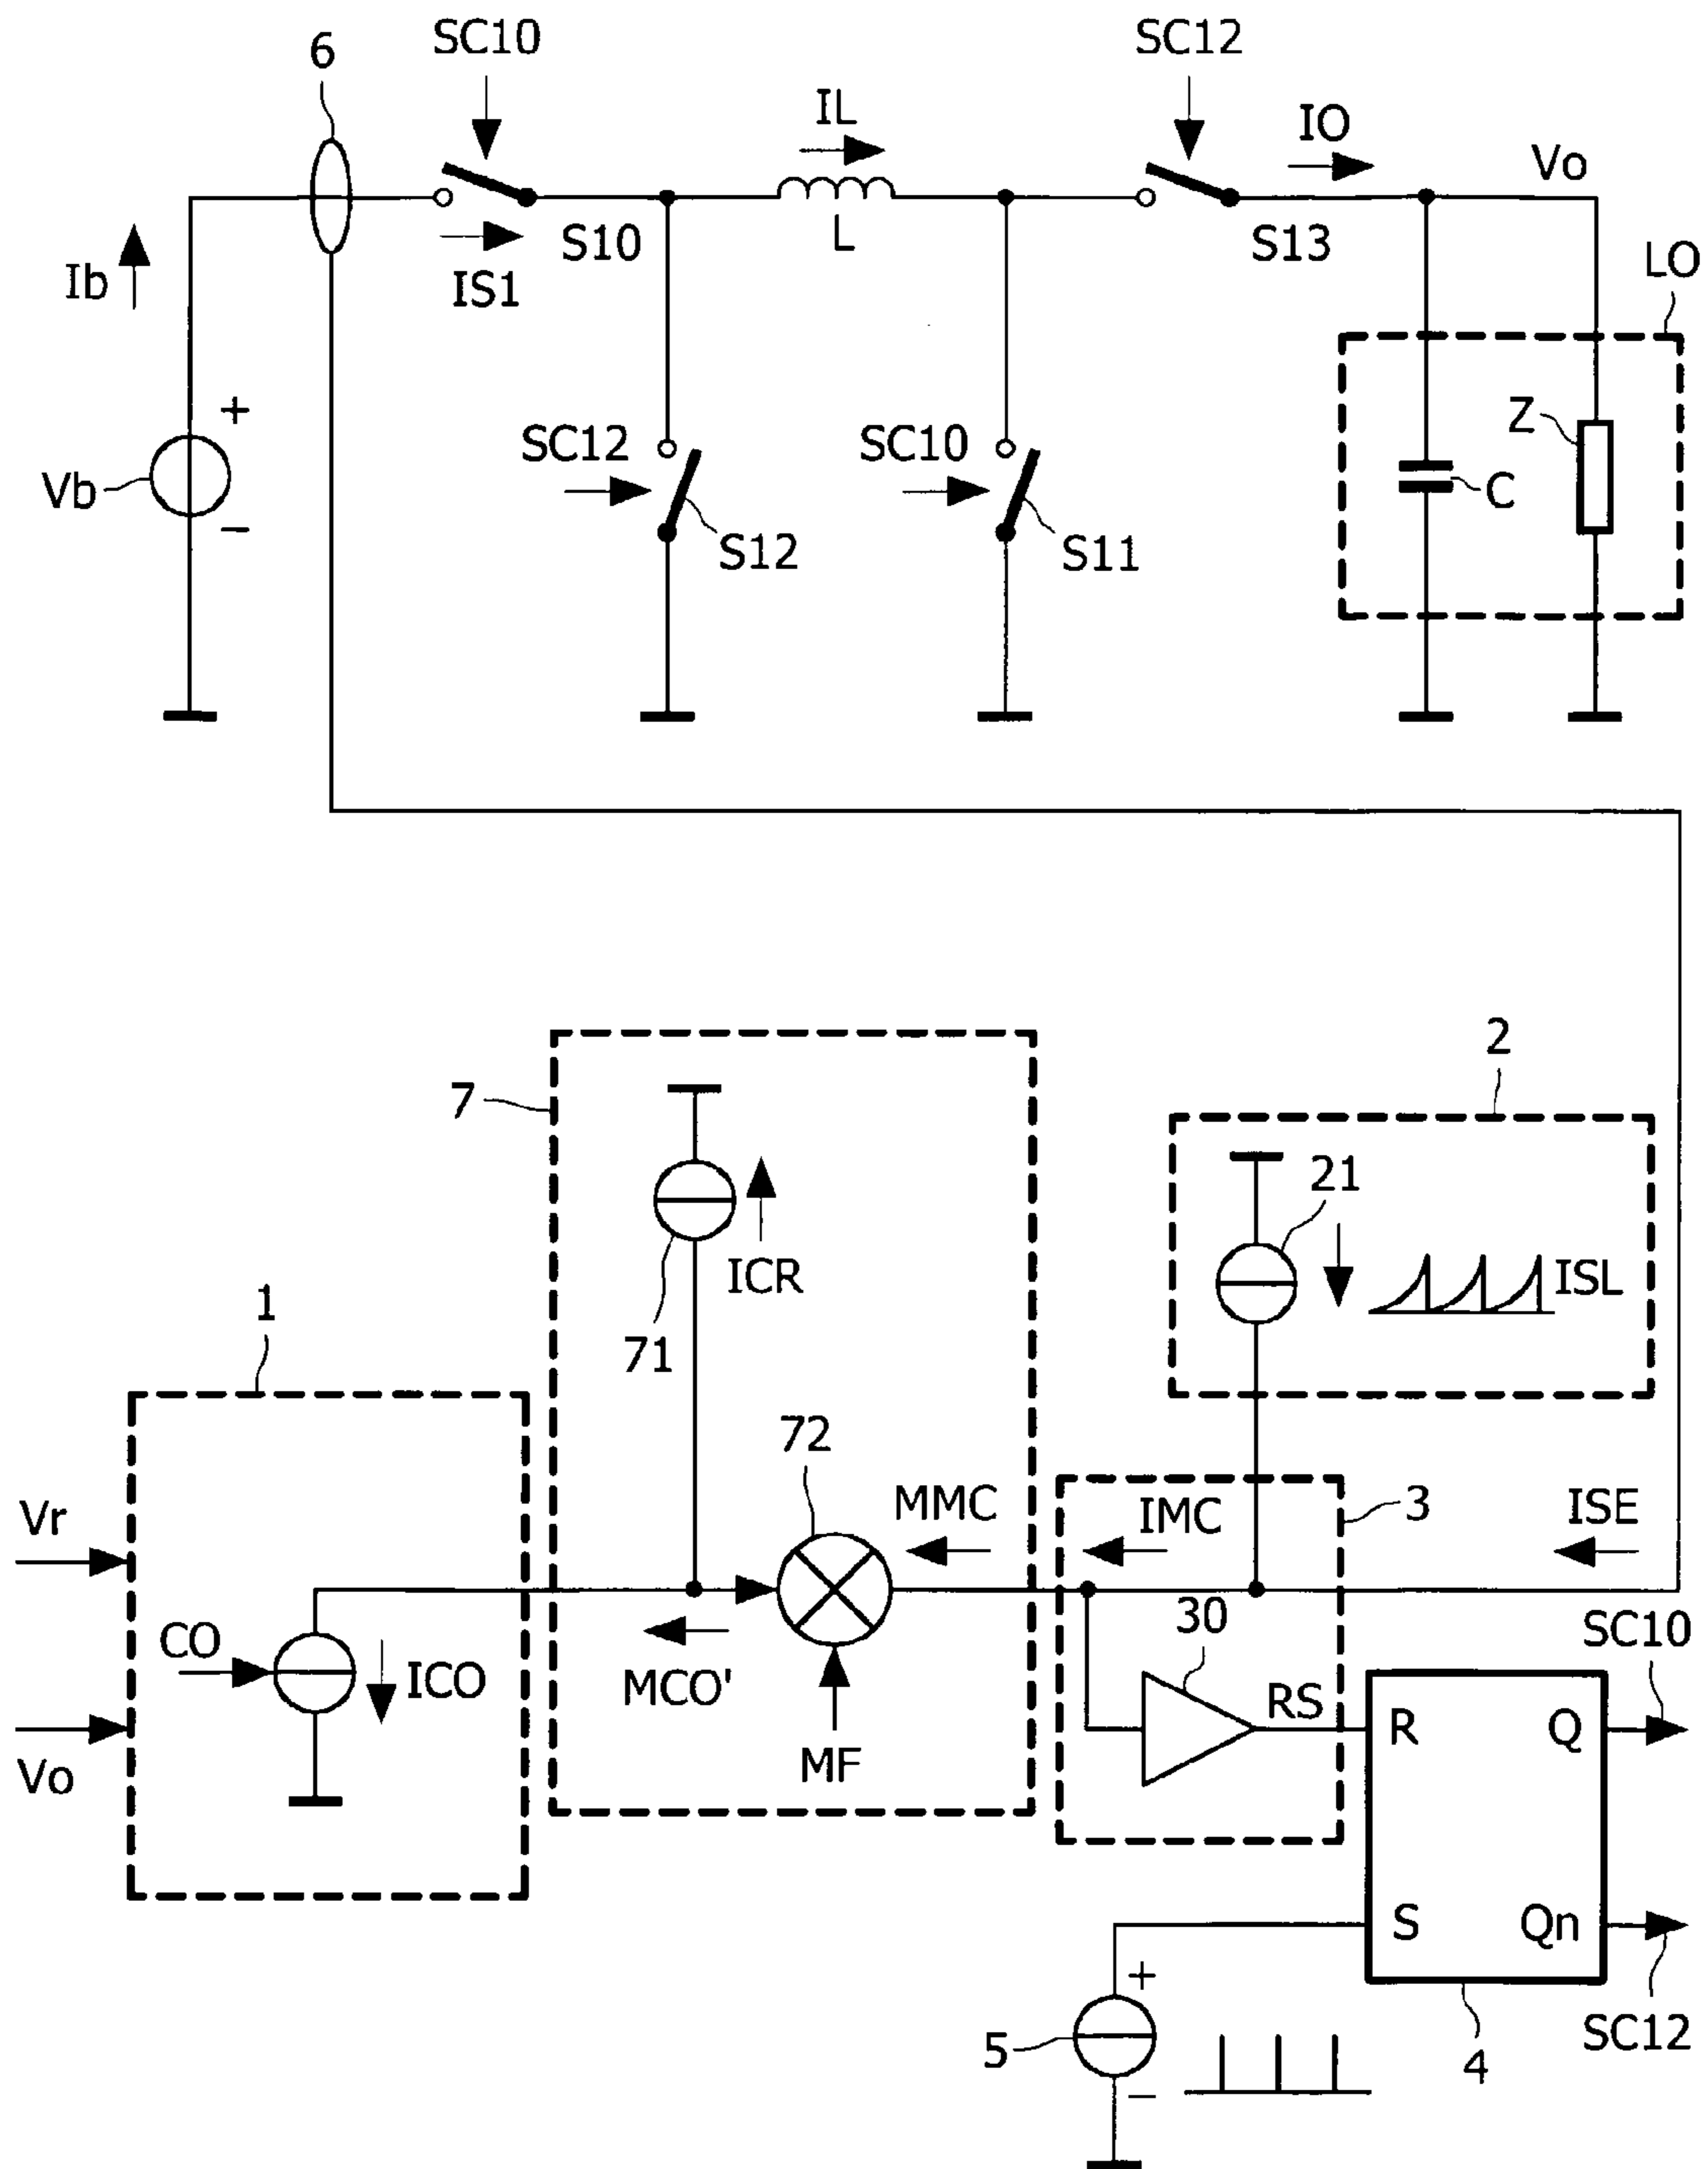 6
SC10
SC12
IL
IO
Vo
Ib
IS1
S10
L
S13
LO
+
Vb
−
SC12
S12
SC10
S11
Z
C
2
7
21
ICR
ISL
71
1
72
Vr
MMC
IMC
3
ISE
CO
ICO
MCO'
30
SC10
RS
R
Q
Vo
MF
S
Qn
+
5
−
4
SC12